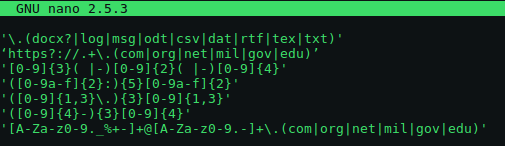 GNU nano 2.5.3
'\.(docx?|log|msg|odt|csv|dat|rtf|tex|txt)'
‘https?://.+\.(com|org|net|mil|gov|edu)’
'[0-9]{3}( |-)[0-9]{2}( |-)[0-9]{4}'
'([0-9a-f]{2}:){5}[0-9a-f]{2}'
'([0-9]{1,3}\.){3}[0-9]{1,3}'
'([0-9]{4}-){3}[0-9]{4}'
'[A-Za-z0-9._%+-]+@[A-Za-z0-9.-]+\.(com|org|net|mil|gov|edu)'